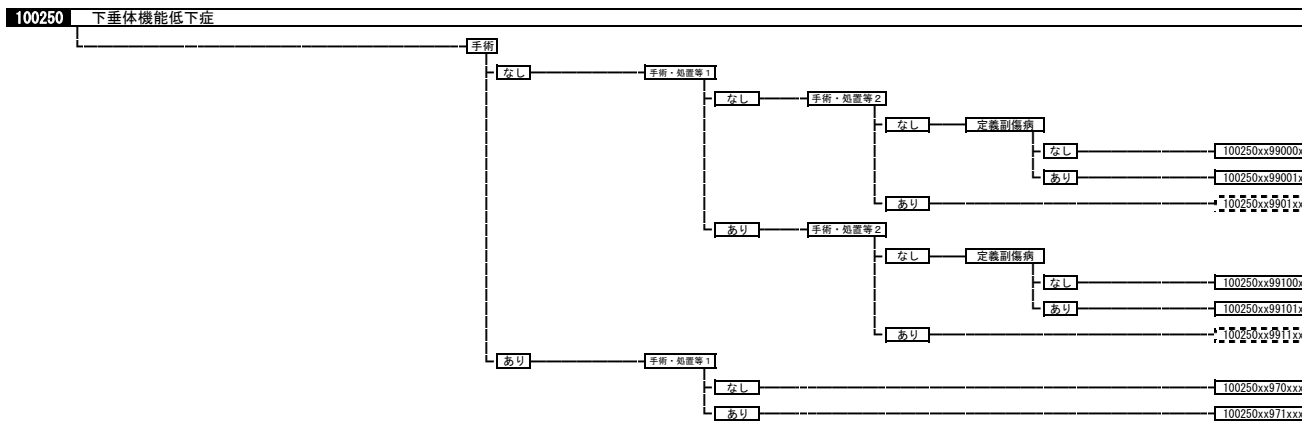 100250 下垂体機能低下症
手術
なし 手術・処置等1
なし 手術・処置等2
なし 定義副傷病
なし 100250xx99000x
あり 100250xx99001x
あり 100250xx9901xx
あり 手術・処置等2
なし 定義副傷病
なし 100250xx99100x
あり 100250xx99101x
あり 100250xx9911xx
あり 手術・処置等1
なし 100250xx970xxx
あり 100250xx971xxx